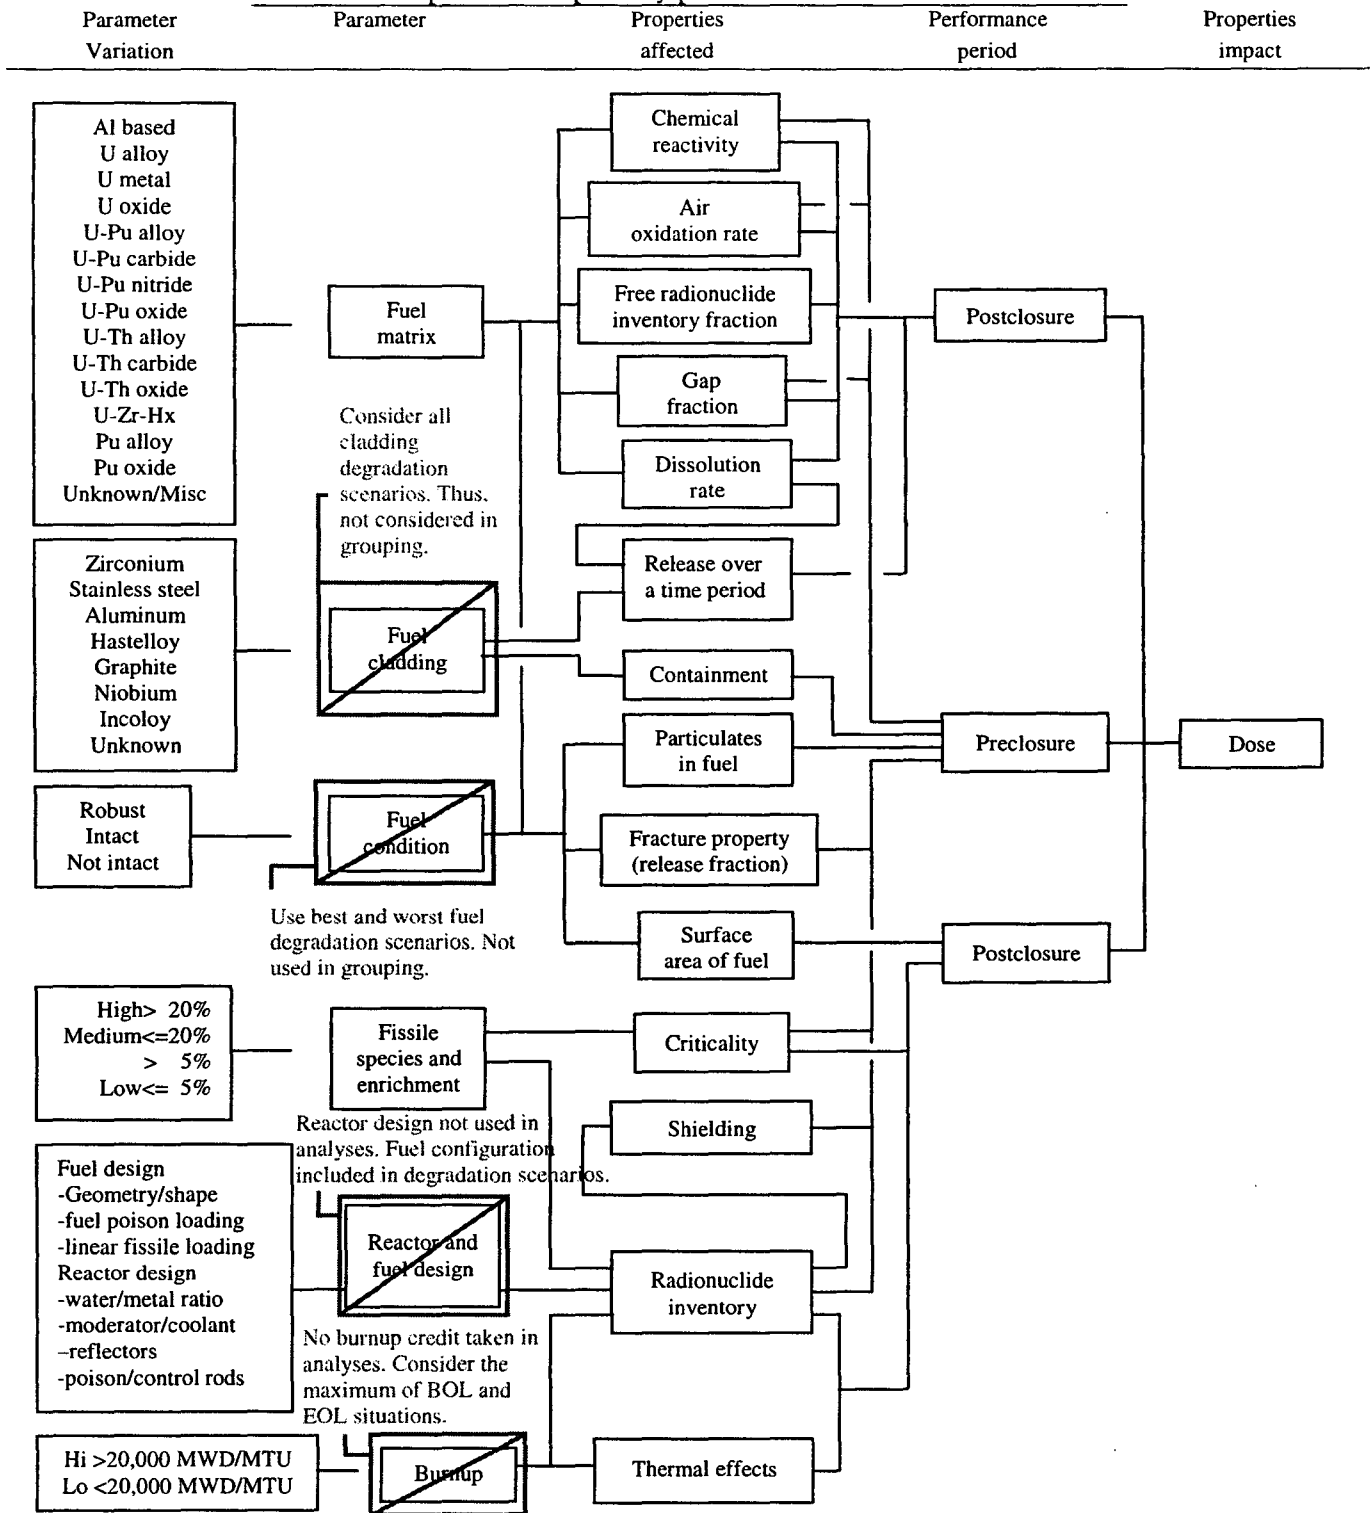 Parameter
Variation
Parameter
Properties
affected
Performance
period
Properties
impact
Al based
U alloy
U metal
U oxide
U-Pu alloy
U-Pu carbide
U-Pu nitride
U-Pu oxide
U-Th alloy
U-Th carbide
U-Th oxide
U-Zr-Hx
Pu alloy
Pu oxide
Unknown/Misc
Fuel
matrix
Consider all
cladding
degradation
scenarios. Thus,
not considered in
grouping.
Chemical
reactivity
Air
oxidation rate
Free radionuclide
inventory fraction
Gap
fraction
Dissolution
rate
Postclosure
Zirconium
Stainless steel
Aluminum
Hastelloy
Graphite
Niobium
Incoloy
Unknown
Fuel
cladding
Release over
a time period
Containment
Particulates
in fuel
Preclosure
Dose
Robust
Intact
Not intact
Fuel
condition
Use best and worst fuel
degradation scenarios. Not
used in grouping.
Fracture property
(release fraction)
Surface
area of fuel
Postclosure
High> 20%
Medium<=20%
> 5%
Low<= 5%
Fissile
species and
enrichment
Criticality
Reactor design not used in
analyses. Fuel configuration
included in degradation scenarios.
Shielding
Fuel design
-Geometry/shape
-fuel poison loading
-linear fissile loading
Reactor design
-water/metal ratio
-moderator/coolant
–reflectors
-poison/control rods
Reactor and
fuel design
Radionuclide
inventory
No burnup credit taken in
analyses. Consider the
maximum of BOL and
EOL situations.
Hi >20,000 MWD/MTU
Lo <20,000 MWD/MTU
Burnup
Thermal effects